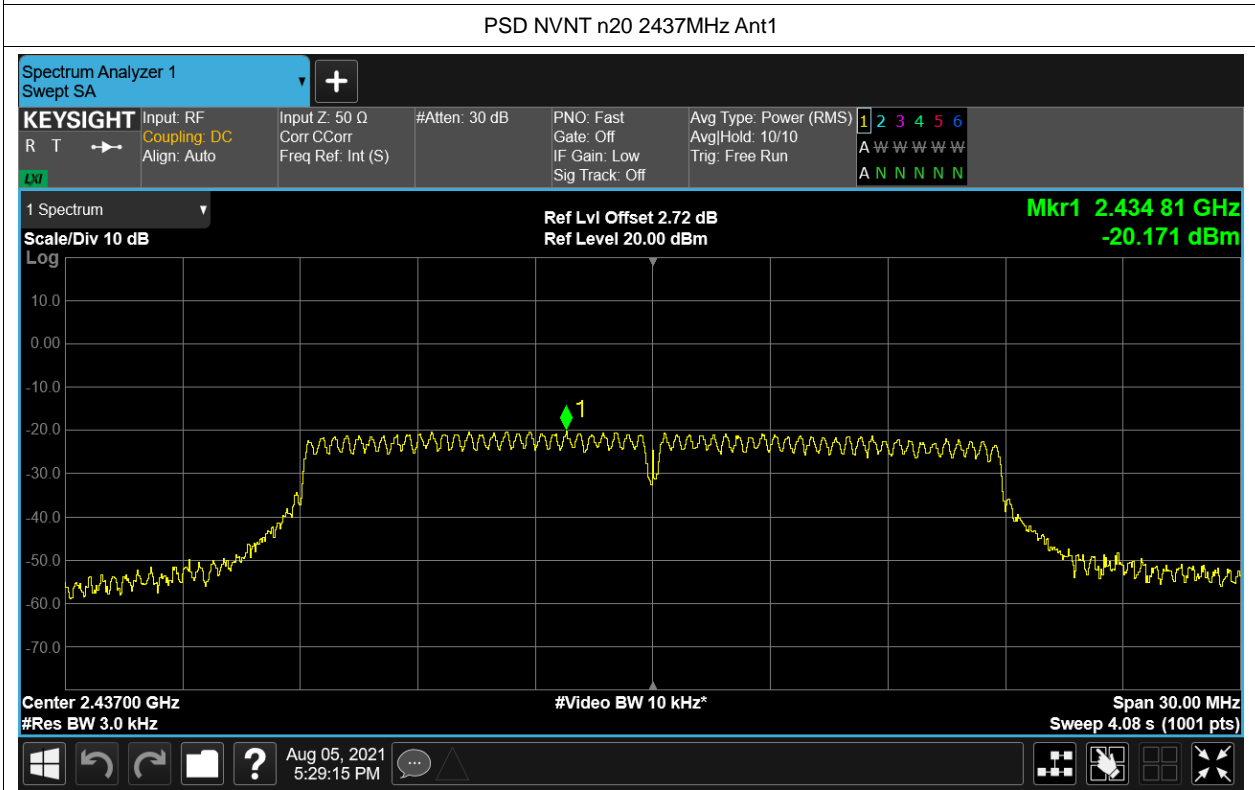 PSD NVNT n20 2437MHz Ant1
Spectrum Analyzer 1
Swept SA
KEYSIGHT
R T
LXI
Input: RF
Coupling: DC
Align: Auto
Input Z: 50 Ω
Corr CCorr
Freq Ref: Int (S)
#Atten: 30 dB
PNO: Fast
Gate: Off
IF Gain: Low
Sig Track: Off
Avg Type: Power (RMS)
Avg|Hold: 10/10
Trig: Free Run
1 2 3 4 5 6
A W W W W W
A N N N N N
1 Spectrum
Scale/Div 10 dB
Ref Lvl Offset 2.72 dB
Ref Level 20.00 dBm
Mkr1 2.434 81 GHz
-20.171 dBm
Log
10.0
0.00
-10.0
-20.0
-30.0
-40.0
-50.0
-60.0
-70.0
1
Center 2.43700 GHz
#Video BW 10 kHz*
Span 30.00 MHz
#Res BW 3.0 kHz
Sweep 4.08 s (1001 pts)
?
Aug 05, 2021
5:29:15 PM